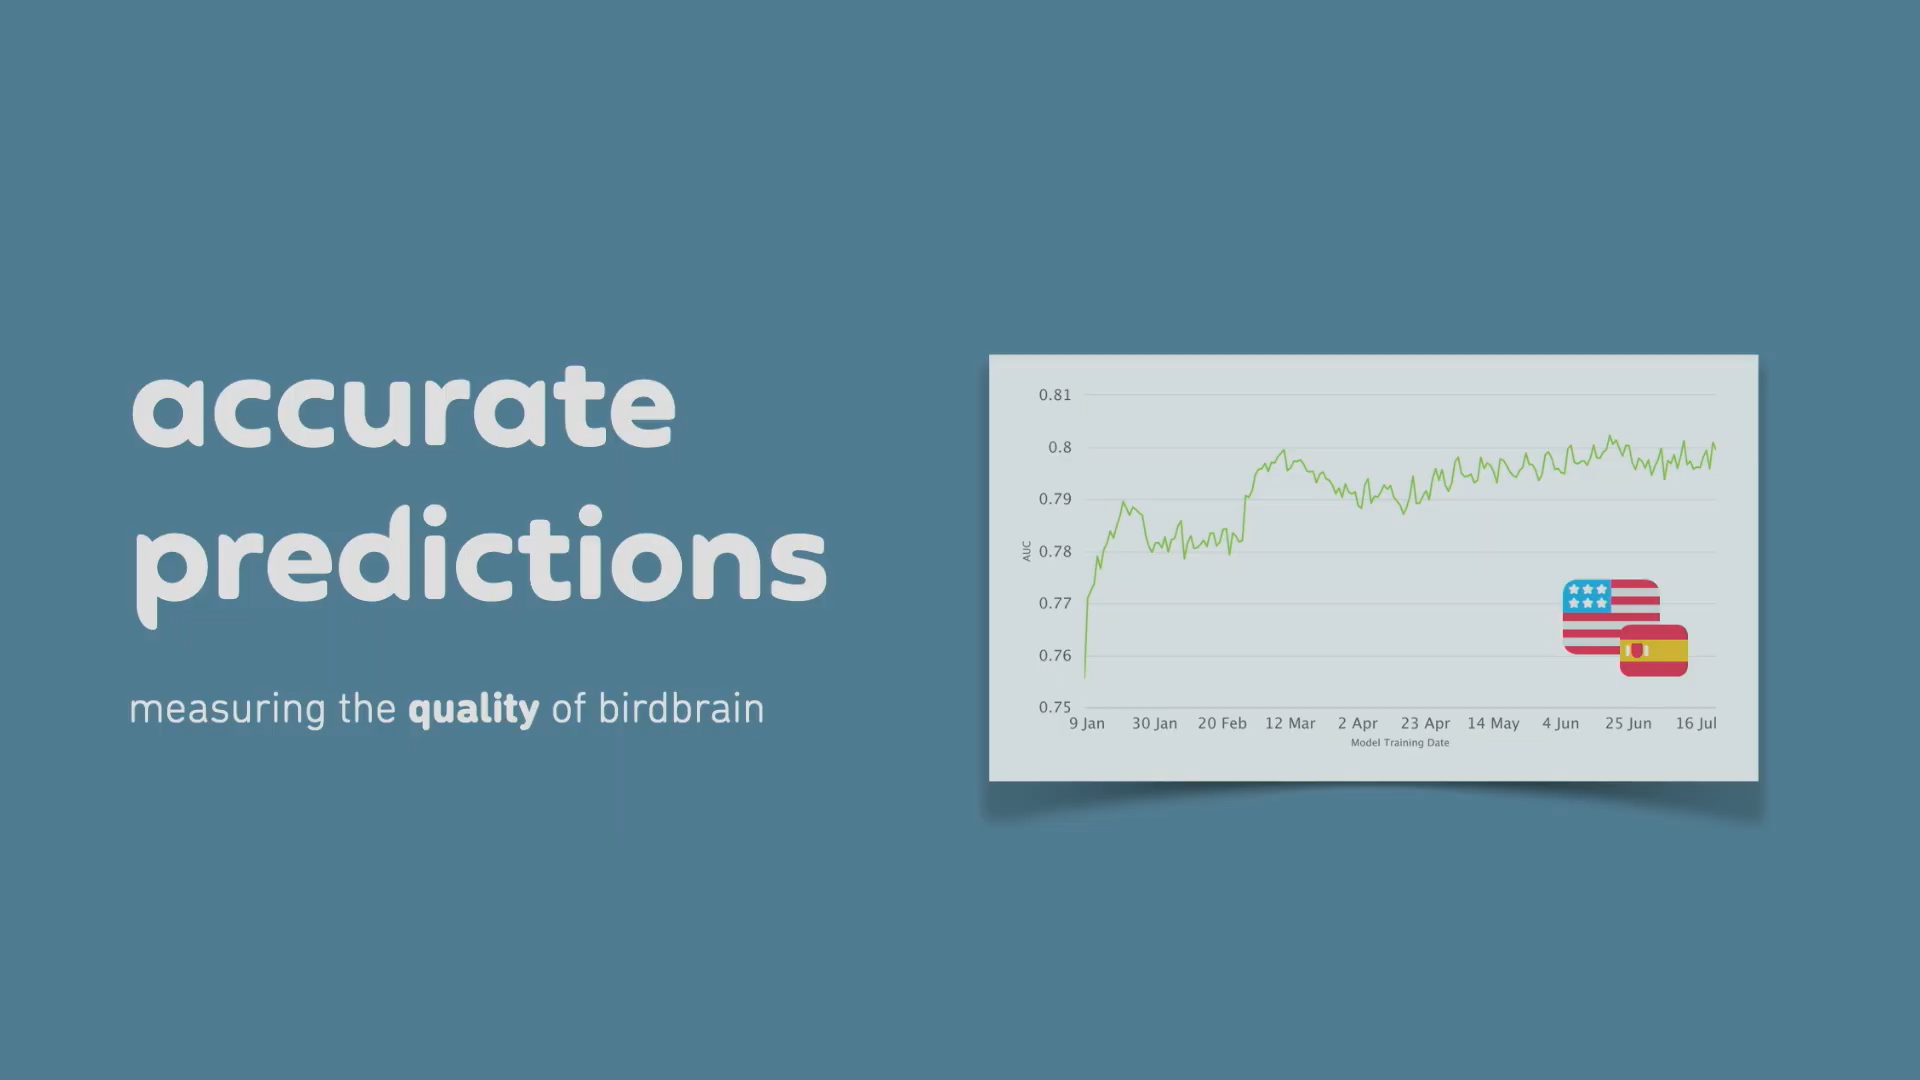 accurate
predictions
measuring the quality of birdbrain
0.81
0.8
0.79
0.78
0.77
0.76
0.75
AUC
9 Jan 30 Jan 20 Feb 12 Mar 2 Apr 23 Apr 14 May 4 Jun 25 Jun 16 Jul
Model Training Date